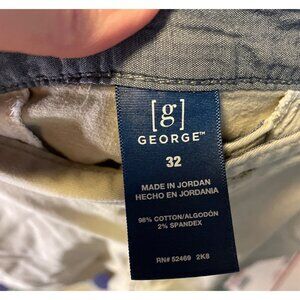 [g]
GEORGE™
32
MADE IN JORDAN
HECHO EN JORDANIA
98% COTTON/ALGODÓN
2% SPANDEX
RN# 52469 2K8